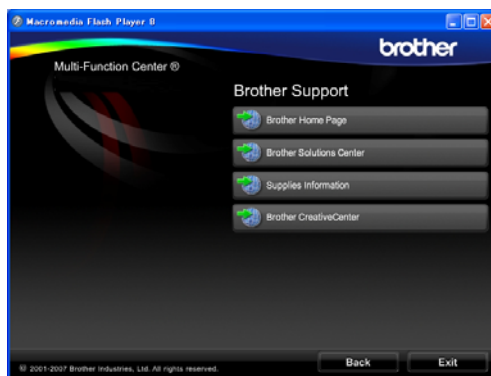 Macromedia Flash Player 8
brother
Multi-Function Center ®
Brother Support
Brother Home Page
Brother Solutions Center
Supplies Information
Brother CreativeCenter
© 2001-2007 Brother Industries, Ltd. All rights reserved.
Back
Exit